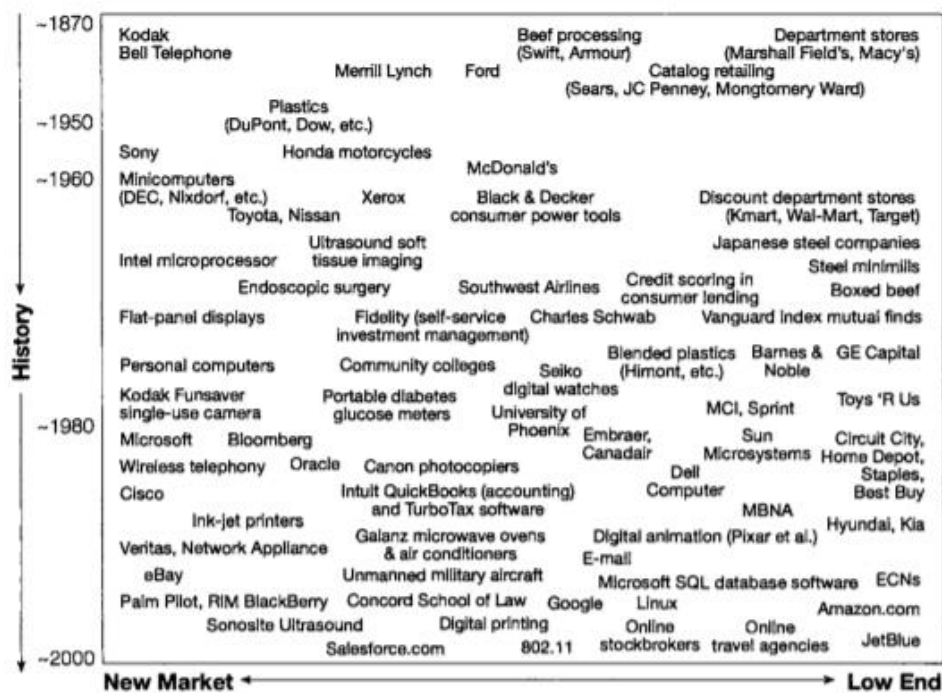 ~1870
Kodak
Bell Telephone
Beef processing
(Swift, Armour)
Department stores
(Marshall Field's, Macy's)
Merrill Lynch
Ford
Catalog retailing
(Sears, JC Penney, Mongtomery Ward)
Plastics
(DuPont, Dow, etc.)
~1950
Sony
Honda motorcycles
McDonald's
~1960
Minicomputers
(DEC, Nixdorf, etc.)
Xerox
Black & Decker
consumer power tools
Discount department stores
(Kmart, Wal-Mart, Target)
Toyota, Nissan
Ultrasound soft
tissue imaging
Japanese steel companies
Intel microprocessor
Steel minimills
Endoscopic surgery
Southwest Airlines
Credit scoring in
consumer lending
Boxed beef
Flat-panel displays
Fidelity (self-service
investment management)
Charles Schwab
Vanguard Index mutual finds
Personal computers
Community colleges
Seiko
digital watches
Blended plastics
(Himont, etc.)
Barnes &
Noble
GE Capital
Kodak Funsaver
single-use camera
Portable diabetes
glucose meters
University of
Phoenix
MCI, Sprint
Toys 'R Us
~1980
Microsoft
Bloomberg
Embraer,
Canadair
Sun
Microsystems
Circuit City,
Home Depot,
Staples,
Best Buy
Wireless telephony
Oracle
Canon photocopiers
Dell
Computer
Cisco
Intuit QuickBooks (accounting)
and TurboTax software
MBNA
Ink-jet printers
Hyundai, Kia
Galanz microwave ovens
& air conditioners
Digital animation (Pixar et al.)
Veritas, Network Appliance
E-mail
eBay
Unmanned military aircraft
Microsoft SQL database software
ECNs
Palm Pilot, RIM BlackBerry
Concord School of Law
Google
Linux
Amazon.com
Sonosite Ultrasound
Digital printing
Online
stockbrokers
Online
travel agencies
JetBlue
Salesforce.com
802.11
~2000
History
New Market
Low End